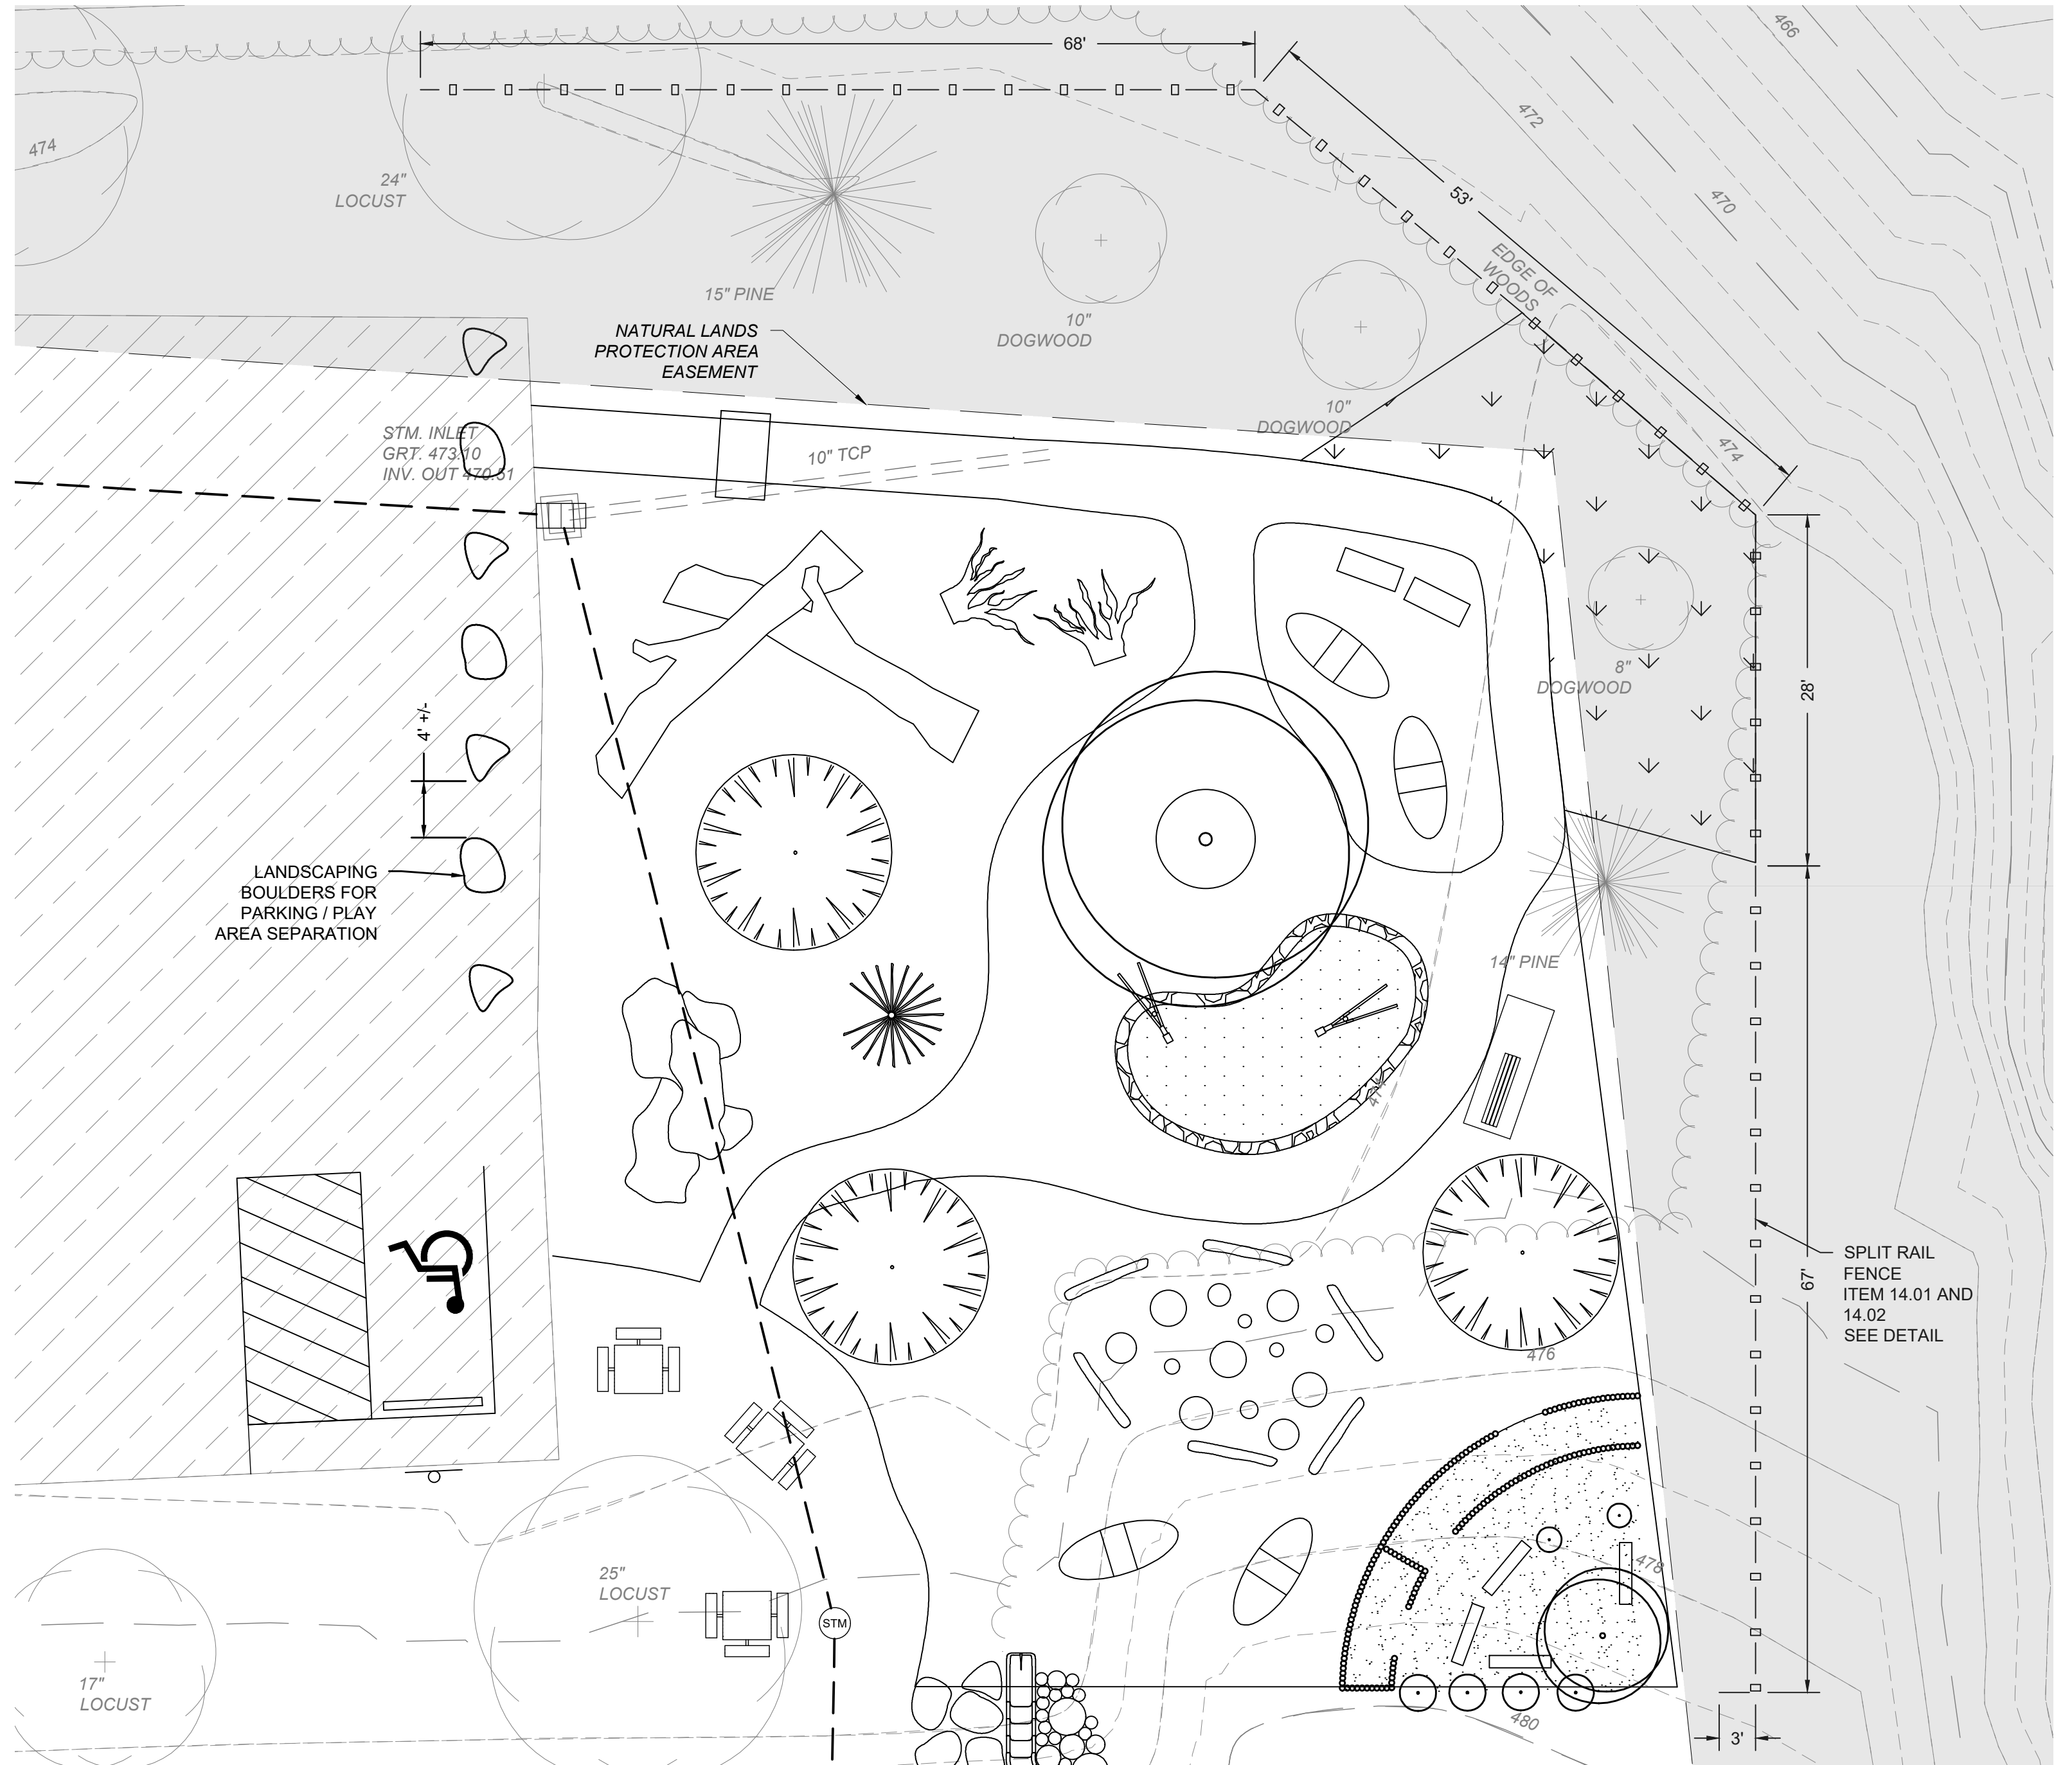 68'
466
472
474
24"
LOCUST
470
53'
EDGE OF
WOODS
15" PINE
10"
DOGWOOD
NATURAL LANDS
PROTECTION AREA
EASEMENT
10"
DOGWOOD
STM. INLET
GRT. 473.10
INV. OUT 470.51
10" TCP
474
8"
DOGWOOD
28'
4' +/-
LANDSCAPING
BOULDERS FOR
PARKING / PLAY
AREA SEPARATION
14" PINE
474
SPLIT RAIL
FENCE
ITEM 14.01 AND
14.02
SEE DETAIL
67'
476
478
25"
LOCUST
STM
17"
LOCUST
480
3'